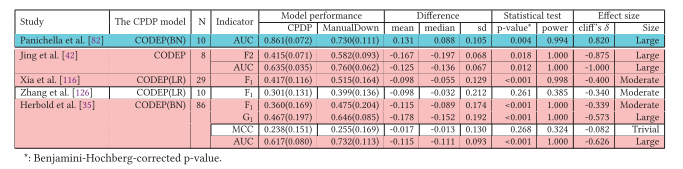 Study The CPDP model N Indicator Model performance Difference Statistical test Effect size
CPDP ManualDown mean median sd p-value* power cliff's δ Size
Panichella et al. [82] CODEP(BN) 10 AUC 0.861(0.072) 0.730(0.111) 0.131 0.088 0.105 0.004 0.994 0.820 Large
Jing et al. [42] CODEP 8 F2 0.415(0.071) 0.582(0.093) -0.167 -0.197 0.068 0.018 1.000 -0.875 Large
AUC 0.635(0.035) 0.760(0.062) -0.125 -0.136 0.067 0.012 1.000 -1.000 Large
Xia et al. [116] CODEP(LR) 29 F₁ 0.417(0.116) 0.515(0.164) -0.098 -0.055 0.129 <0.001 0.998 -0.400 Moderate
Zhang et al. [126] CODEP(LR) 10 F₁ 0.301(0.131) 0.399(0.136) -0.098 -0.032 0.212 0.261 0.385 -0.340 Moderate
Herbold et al. [35] CODEP(BN) 86 F₁ 0.360(0.169) 0.475(0.204) -0.115 -0.089 0.174 <0.001 1.000 -0.339 Moderate
G₁ 0.467(0.197) 0.646(0.085) -0.178 -0.152 0.192 <0.001 1.000 -0.573 Large
MCC 0.238(0.151) 0.255(0.169) -0.017 -0.013 0.130 0.268 0.324 -0.082 Trivial
AUC 0.617(0.080) 0.732(0.113) -0.115 -0.111 0.093 <0.001 1.000 -0.626 Large
*: Benjamini-Hochberg-corrected p-value.